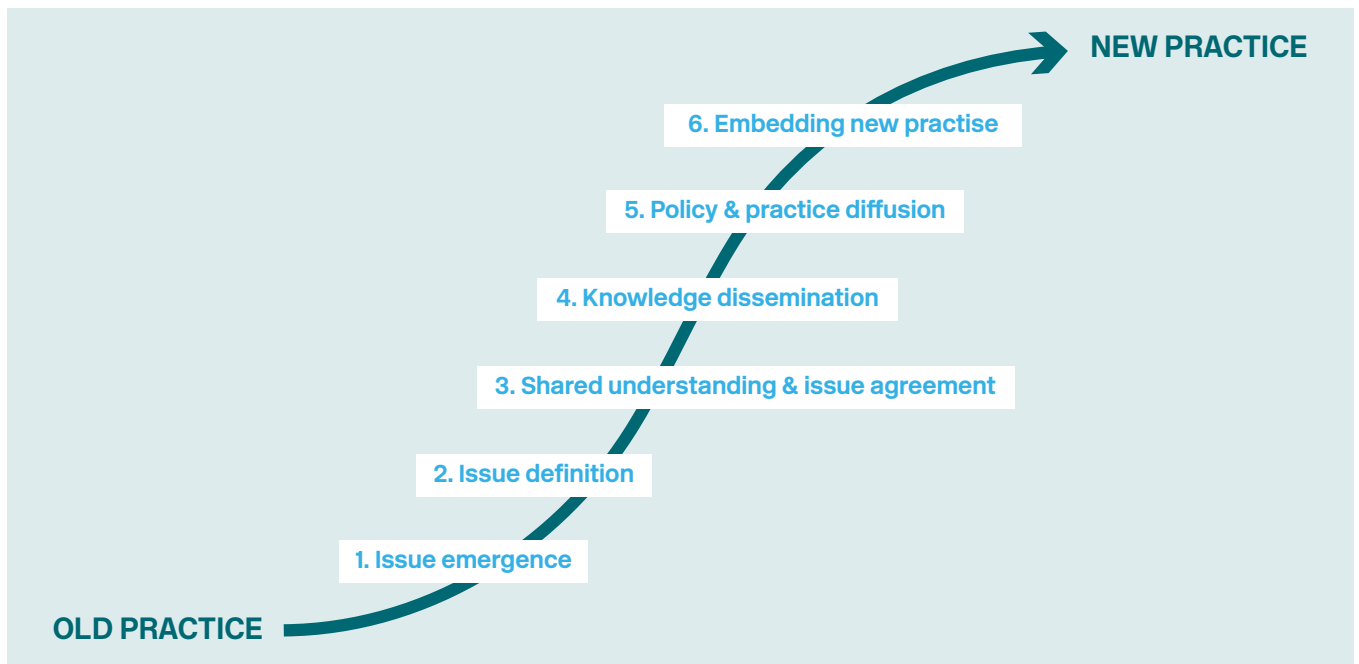 NEW PRACTICE
6. Embedding new practise
5. Policy & practice diffusion
4. Knowledge dissemination
3. Shared understanding & issue agreement
2. Issue definition
1. Issue emergence
OLD PRACTICE